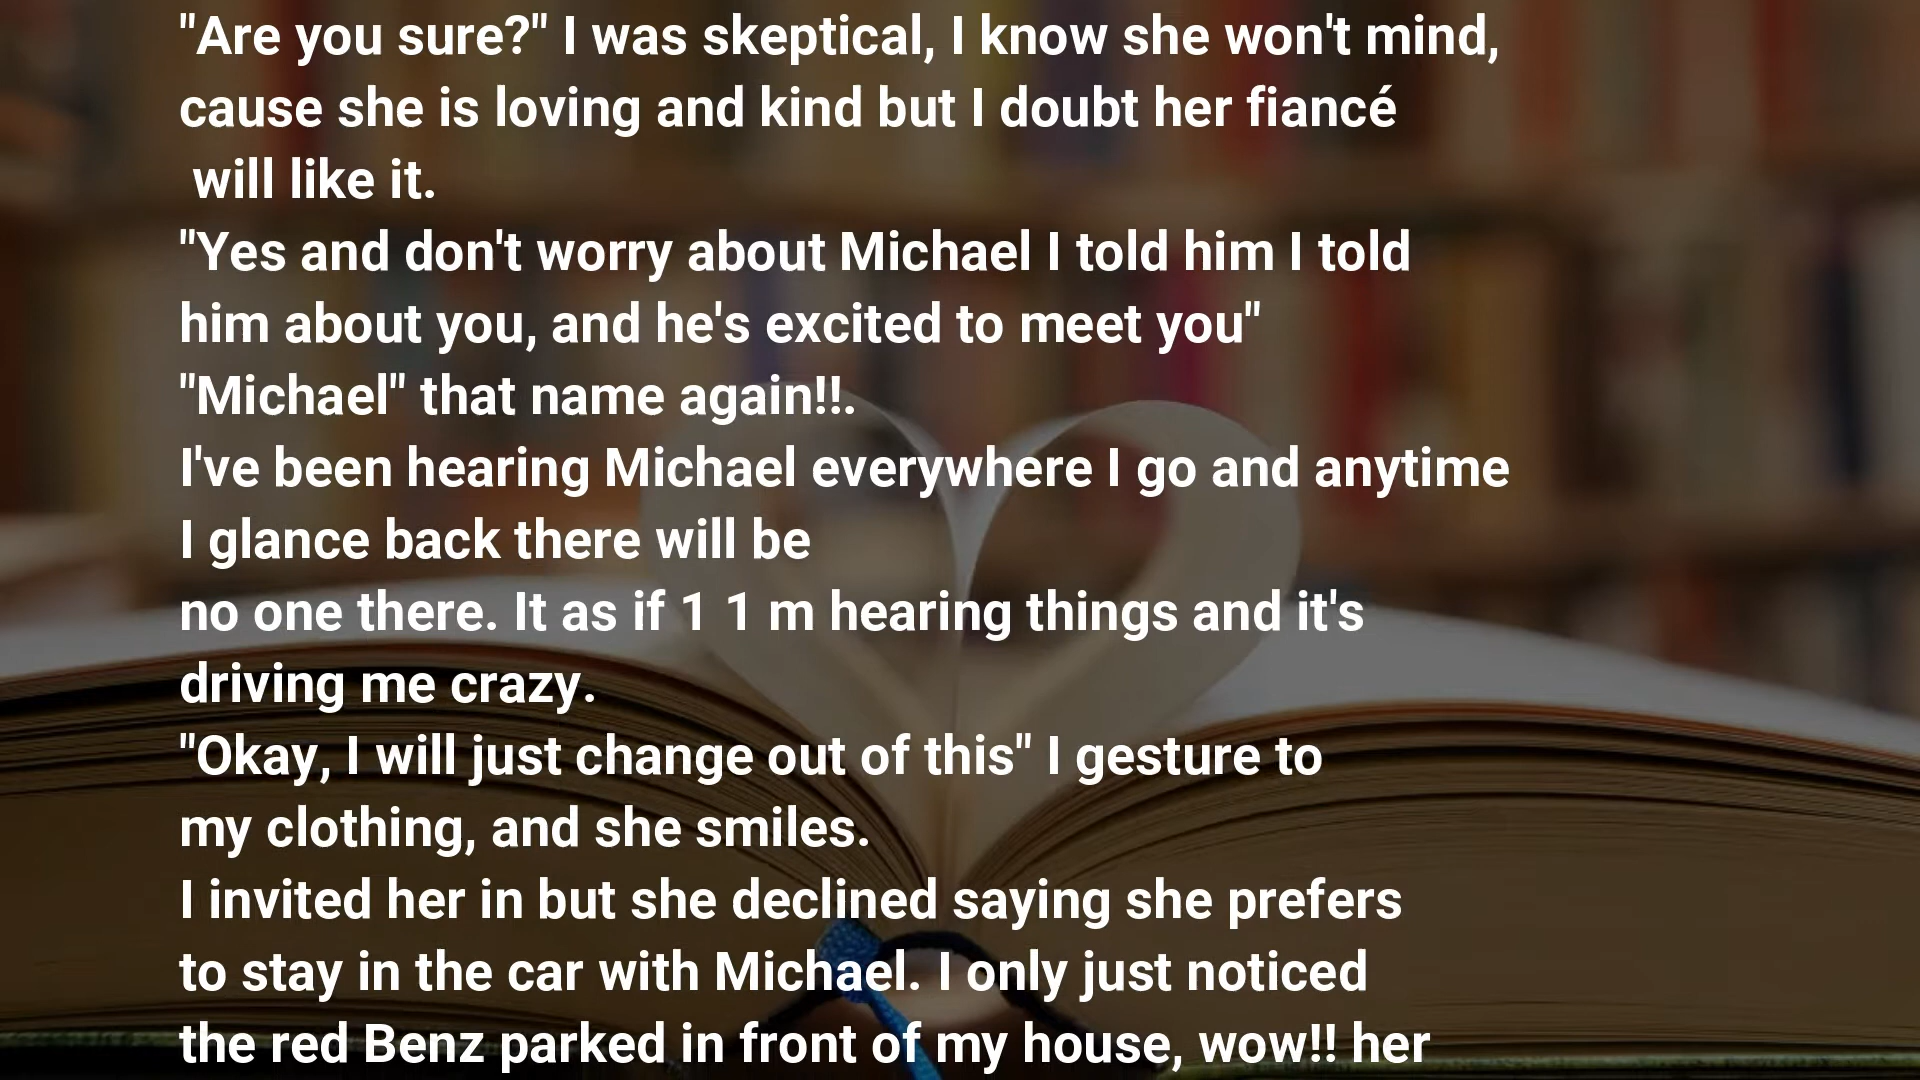 "Are you sure?" I was skeptical, I know she won't mind,
cause she is loving and kind but I doubt her fiancé
will like it.
"Yes and don't worry about Michael I told him I told
him about you, and he's excited to meet you"
"Michael" that name again!!.
I've been hearing Michael everywhere I go and anytime
I glance back there will be
no one there. It as if 1 1 m hearing things and it's
driving me crazy.
"Okay, I will just change out of this" I gesture to
my clothing, and she smiles.
I invited her in but she declined saying she prefers
to stay in the car with Michael. I only just noticed
the red Benz parked in front of my house, wow!! her